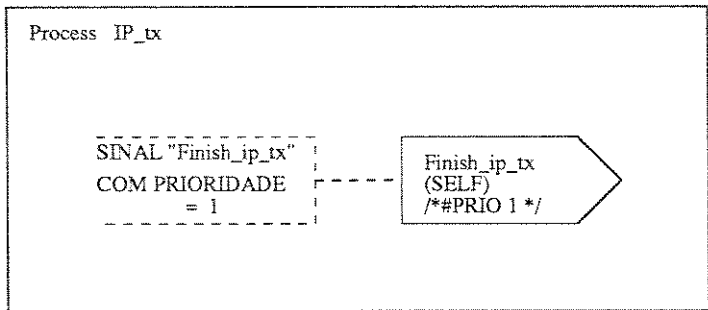 Process IP_tx
SINAL "Finish_ip_tx"
COM PRIORIDADE
= 1
Finish_ip_tx
(SELF)
/*#PRIO 1 */